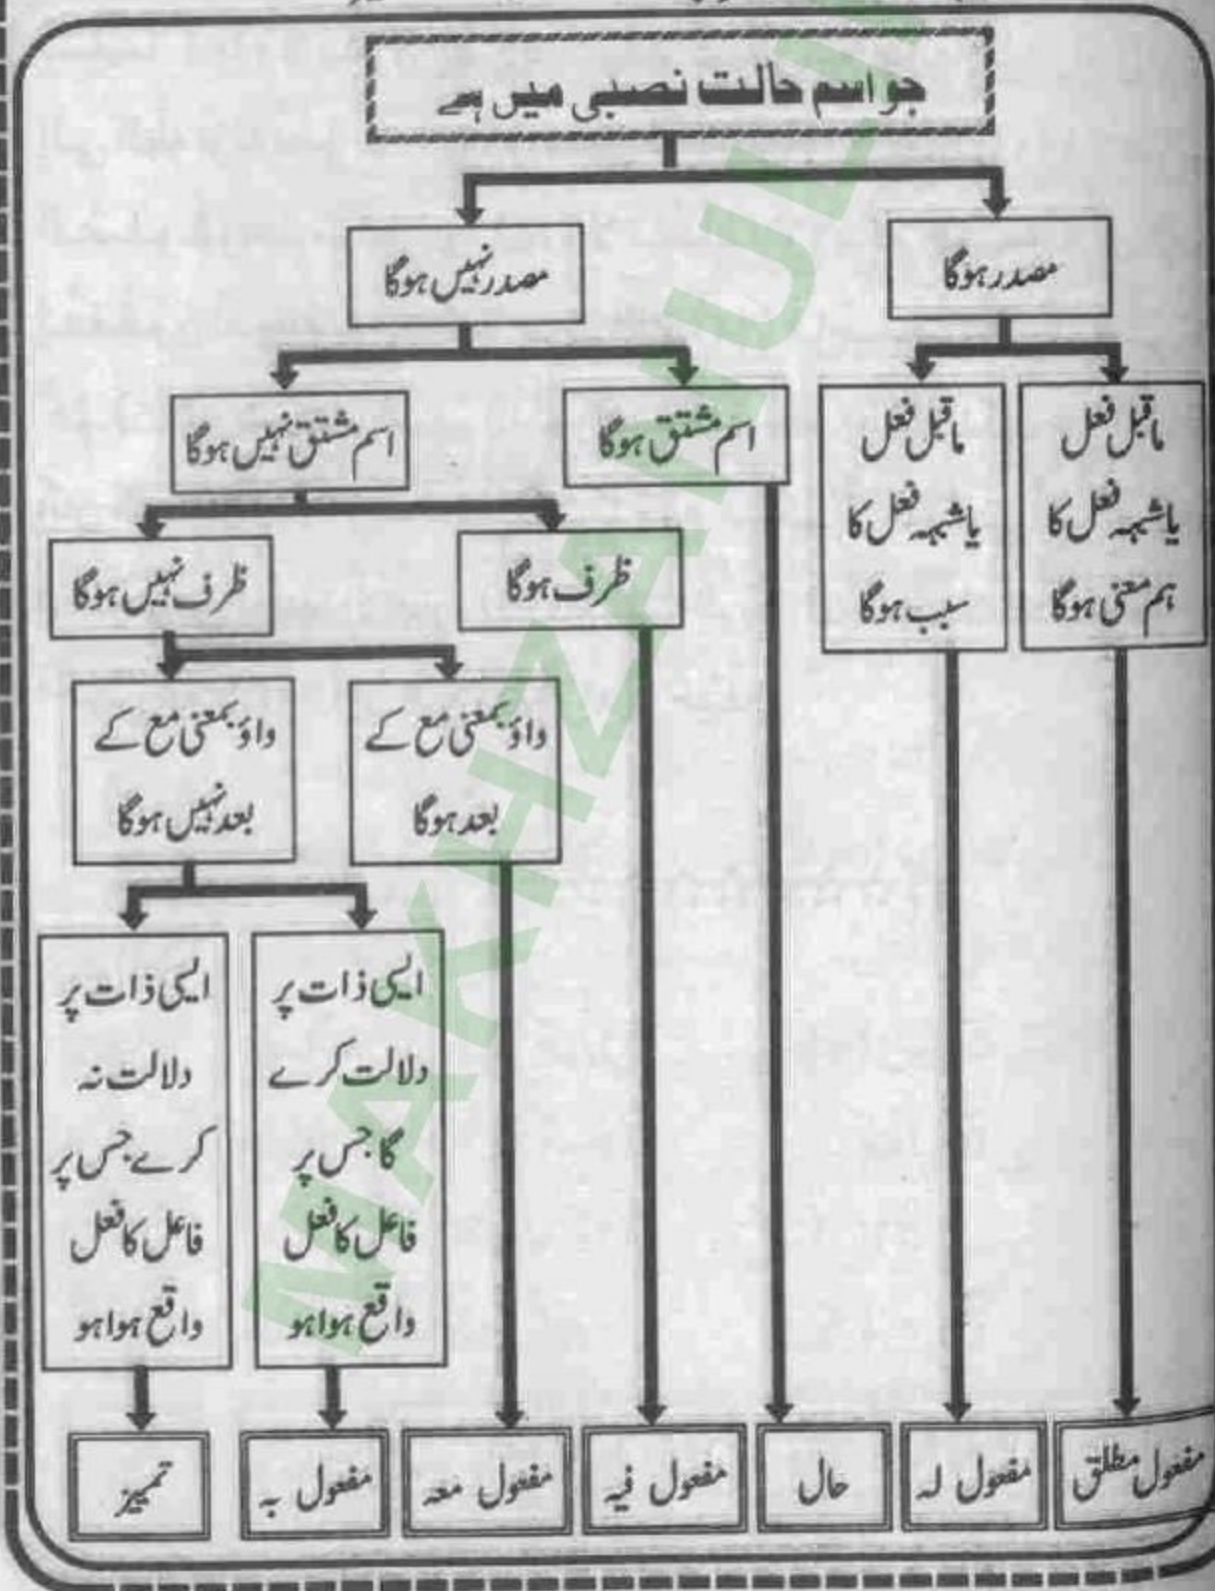 جو اسم حالت نصبی میں ہے
مصدر ہوگا
مصدر نہیں ہوگا
ماقبل فعل
یا شبہہ فعل کا
ہم معنی ہوگا
ماقبل فعل
یا شبہہ فعل کا
سبب ہوگا
اسم مشتق ہوگا
اسم مشتق نہیں ہوگا
ظرف ہوگا
ظرف نہیں ہوگا
واؤ بمعنی مع کے
بعد ہوگا
واؤ بمعنی مع کے
بعد نہیں ہوگا
ایسی ذات پر
دلالت کرے
گا جس پر
فاعل کا فعل
واقع ہوا ہو
ایسی ذات پر
دلالت نہ
کرے جس پر
فاعل کا فعل
واقع ہوا ہو
مفعول مطلق
مفعول لہ
حال
مفعول فیہ
مفعول معہ
مفعول بہ
تمییز